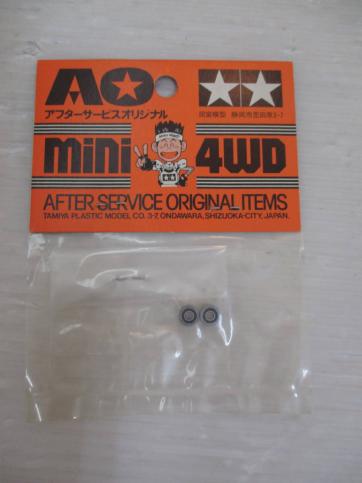 AO
アフターサービスオリジナル
田宮模型 静岡市恩田原3-7
mini 4WD
AFTER-SERVICE ORIGINAL ITEMS
TAMIYA PLASTIC MODEL CO. 3-7, ONDAWARA, SHIZUOKA-CITY, JAPAN.